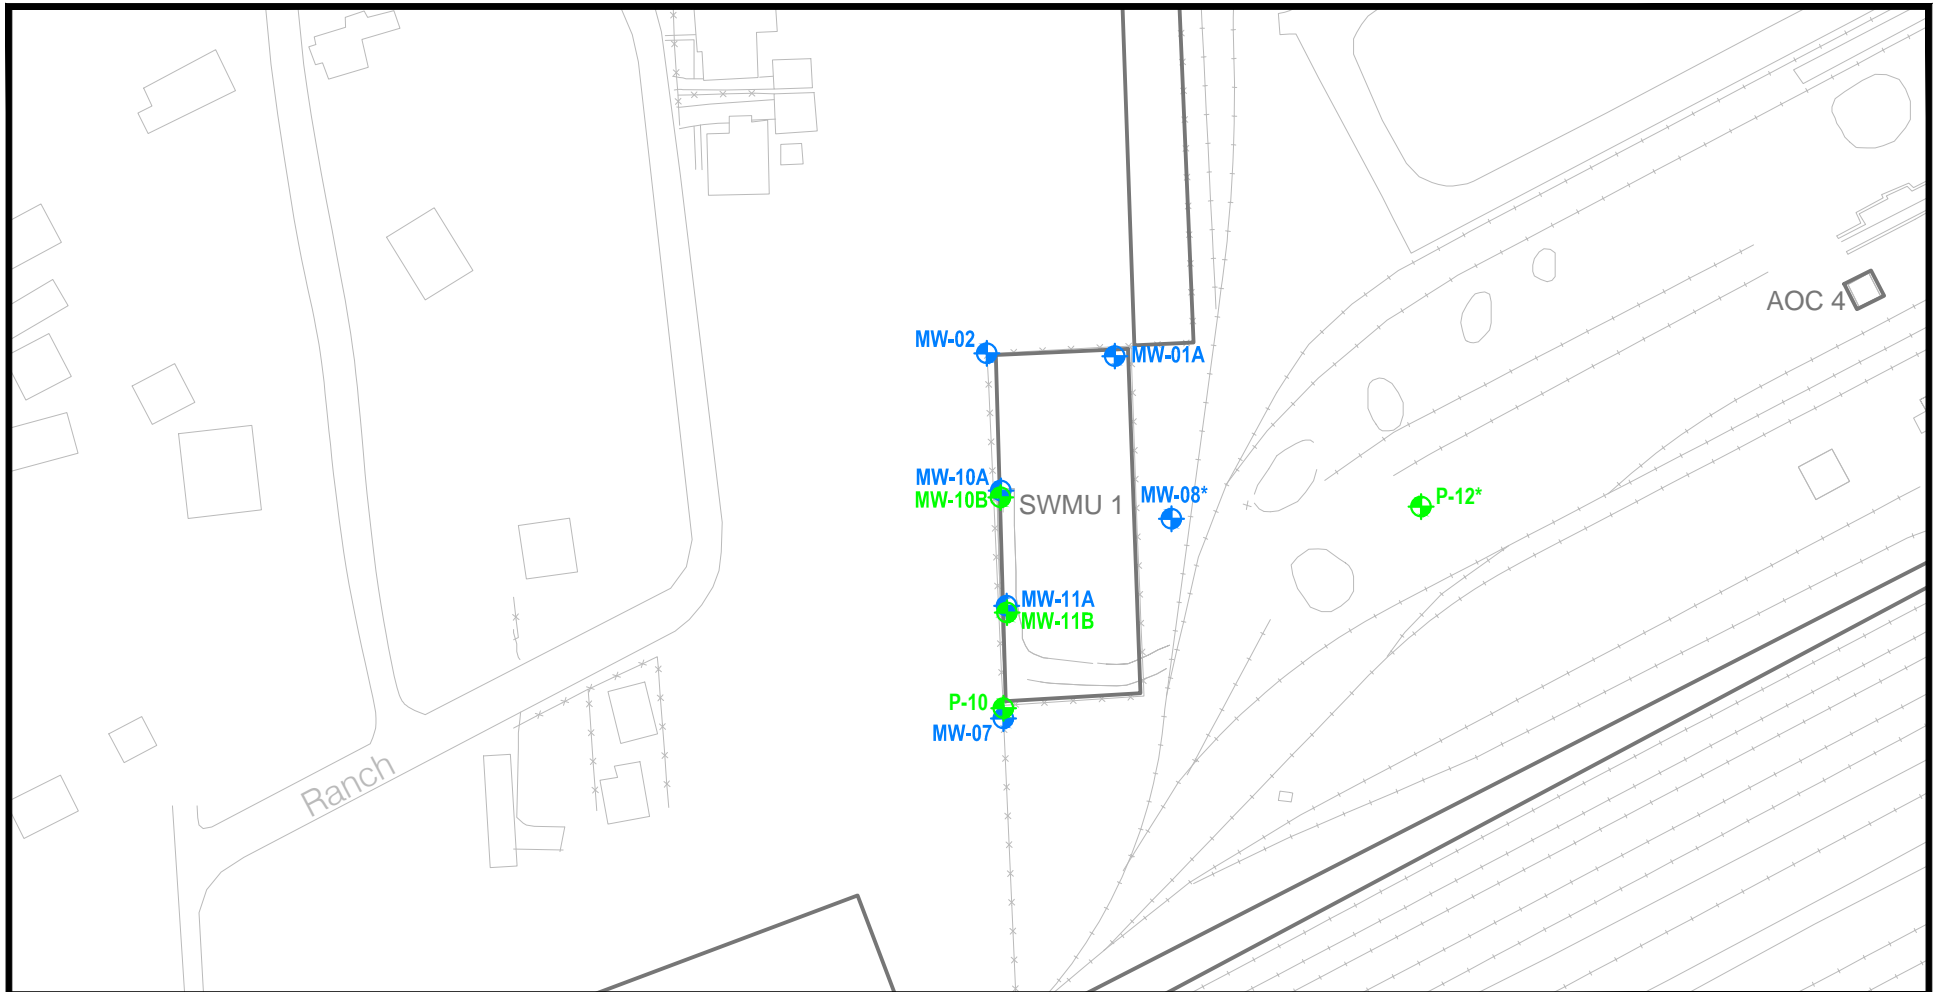 AOC 4
MW-02
MW-01A
MW-10A
MW-10B
SWMU 1
MW-08*
P-12*
MW-11A
MW-11B
P-10
MW-07
Ranch